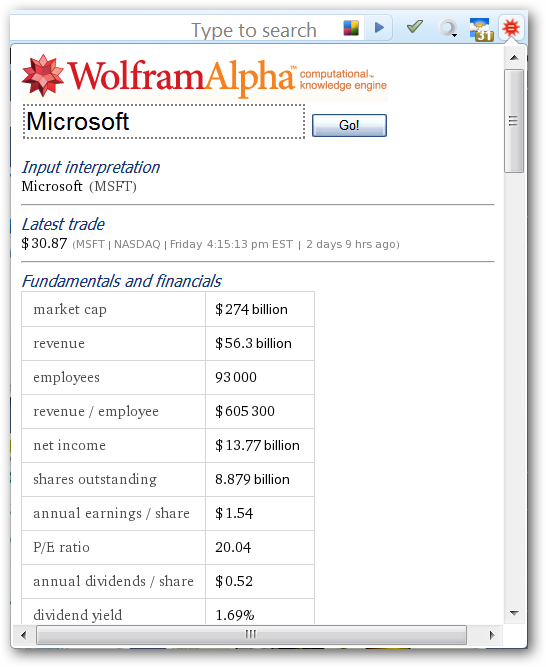 Type to search
31
WolframAlpha™ computational™
knowledge engine
Microsoft Go!
Input interpretation
Microsoft (MSFT)
Latest trade
$30.87 (MSFT | NASDAQ | Friday 4:15:13 pm EST | 2 days 9 hrs ago)
Fundamentals and financials
market cap $274 billion
revenue $56.3 billion
employees 93000
revenue / employee $605300
net income $13.77 billion
shares outstanding 8.879 billion
annual earnings / share $1.54
P/E ratio 20.04
annual dividends / share $0.52
dividend yield 1.69%